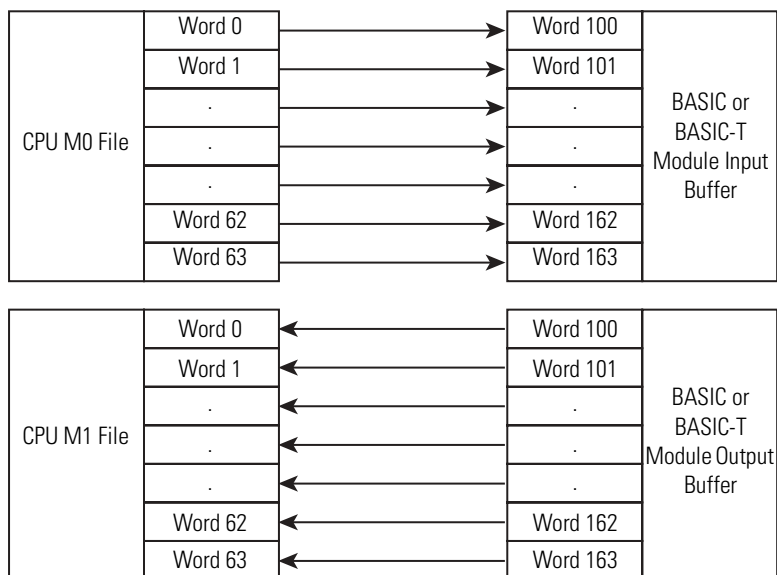 CPU M0 File
Word 0
Word 1
.
.
.
Word 62
Word 63
Word 100
Word 101
.
.
.
Word 162
Word 163
BASIC or
BASIC-T
Module Input
Buffer
CPU M1 File
Word 0
Word 1
.
.
.
Word 62
Word 63
Word 100
Word 101
.
.
.
Word 162
Word 163
BASIC or
BASIC-T
Module Output
Buffer